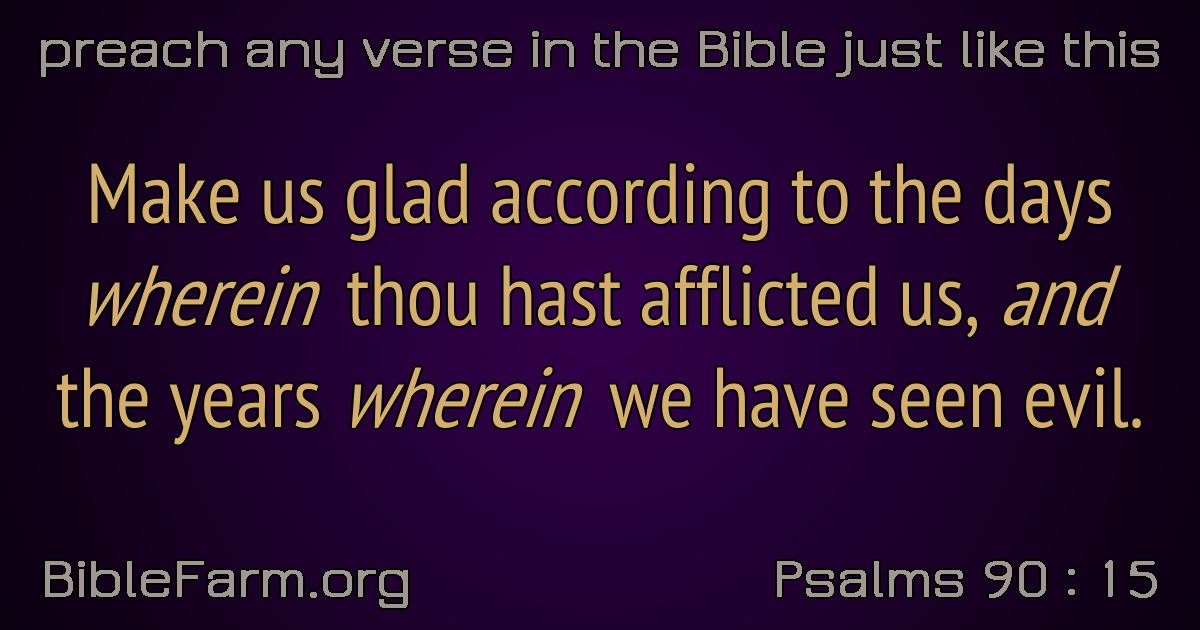 preach any verse in the Bible just like this
Make us glad according to the days
wherein thou hast afflicted us, and
the years wherein we have seen evil.
BibleFarm.org
Psalms 90 : 15